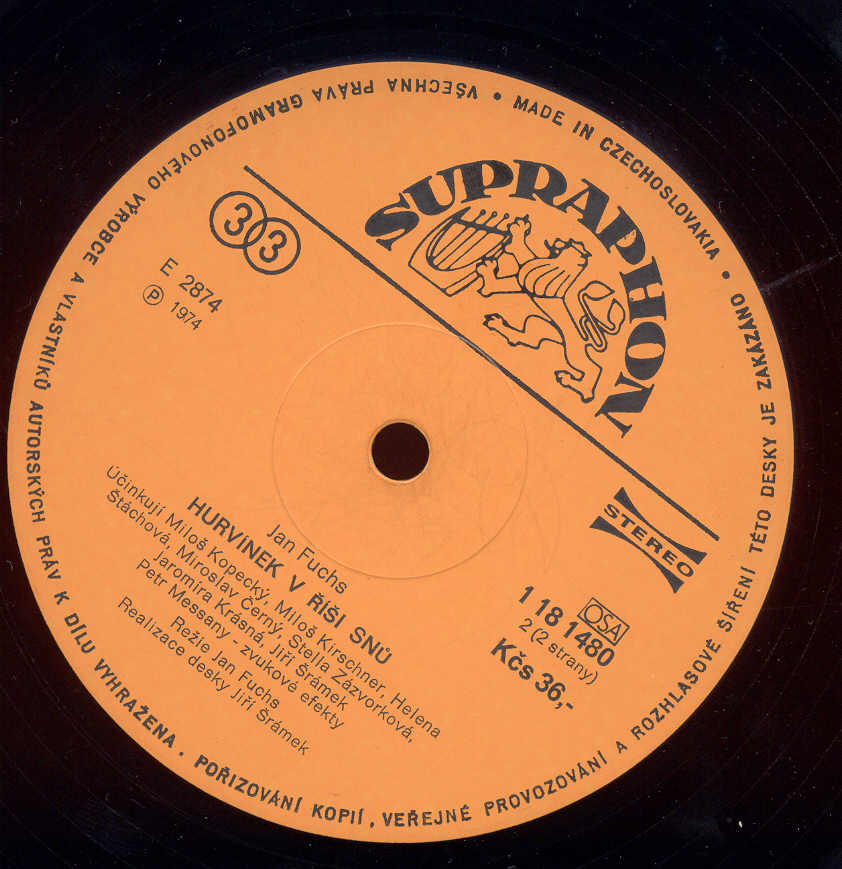 VŠECHNA PRÁVA GRAMOFONOVÉHO VÝROBCE A VLASTNÍKŮ AUTORSKÝCH PRÁV K DÍLU VYHRAŽENA. POŘIZOVÁNÍ KOPIÍ, VEŘEJNÉ PROVOZOVÁNÍ A ROZHLASOVÉ ŠÍŘENÍ TÉTO DESKY JE ZAKÁZÁNO • MADE IN CZECHOSLOVAKIA •
SUPRAPHON
33
E 2874
Ⓟ 1974
STEREO
OSA
1 18 1480
2 (2 strany)
Kčs 36,-
Jan Fuchs
HURVÍNEK V ŘÍŠI SNŮ
Účinkují Miloš Kopecký, Miloš Kirschner, Helena
Štáchová, Miroslav Černý, Stella Zázvorková,
Jaromíra Krásná, Jiří Šrámek
Petr Messany - zvukové efekty
Režie Jan Fuchs
Realizace desky Jiří Šrámek